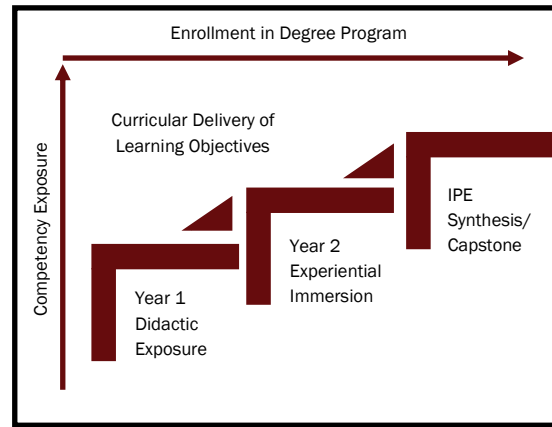 Enrollment in Degree Program
Curricular Delivery of
Learning Objectives
Competency Exposure
Year 1
Didactic
Exposure
Year 2
Experiential
Immersion
IPE
Synthesis/
Capstone